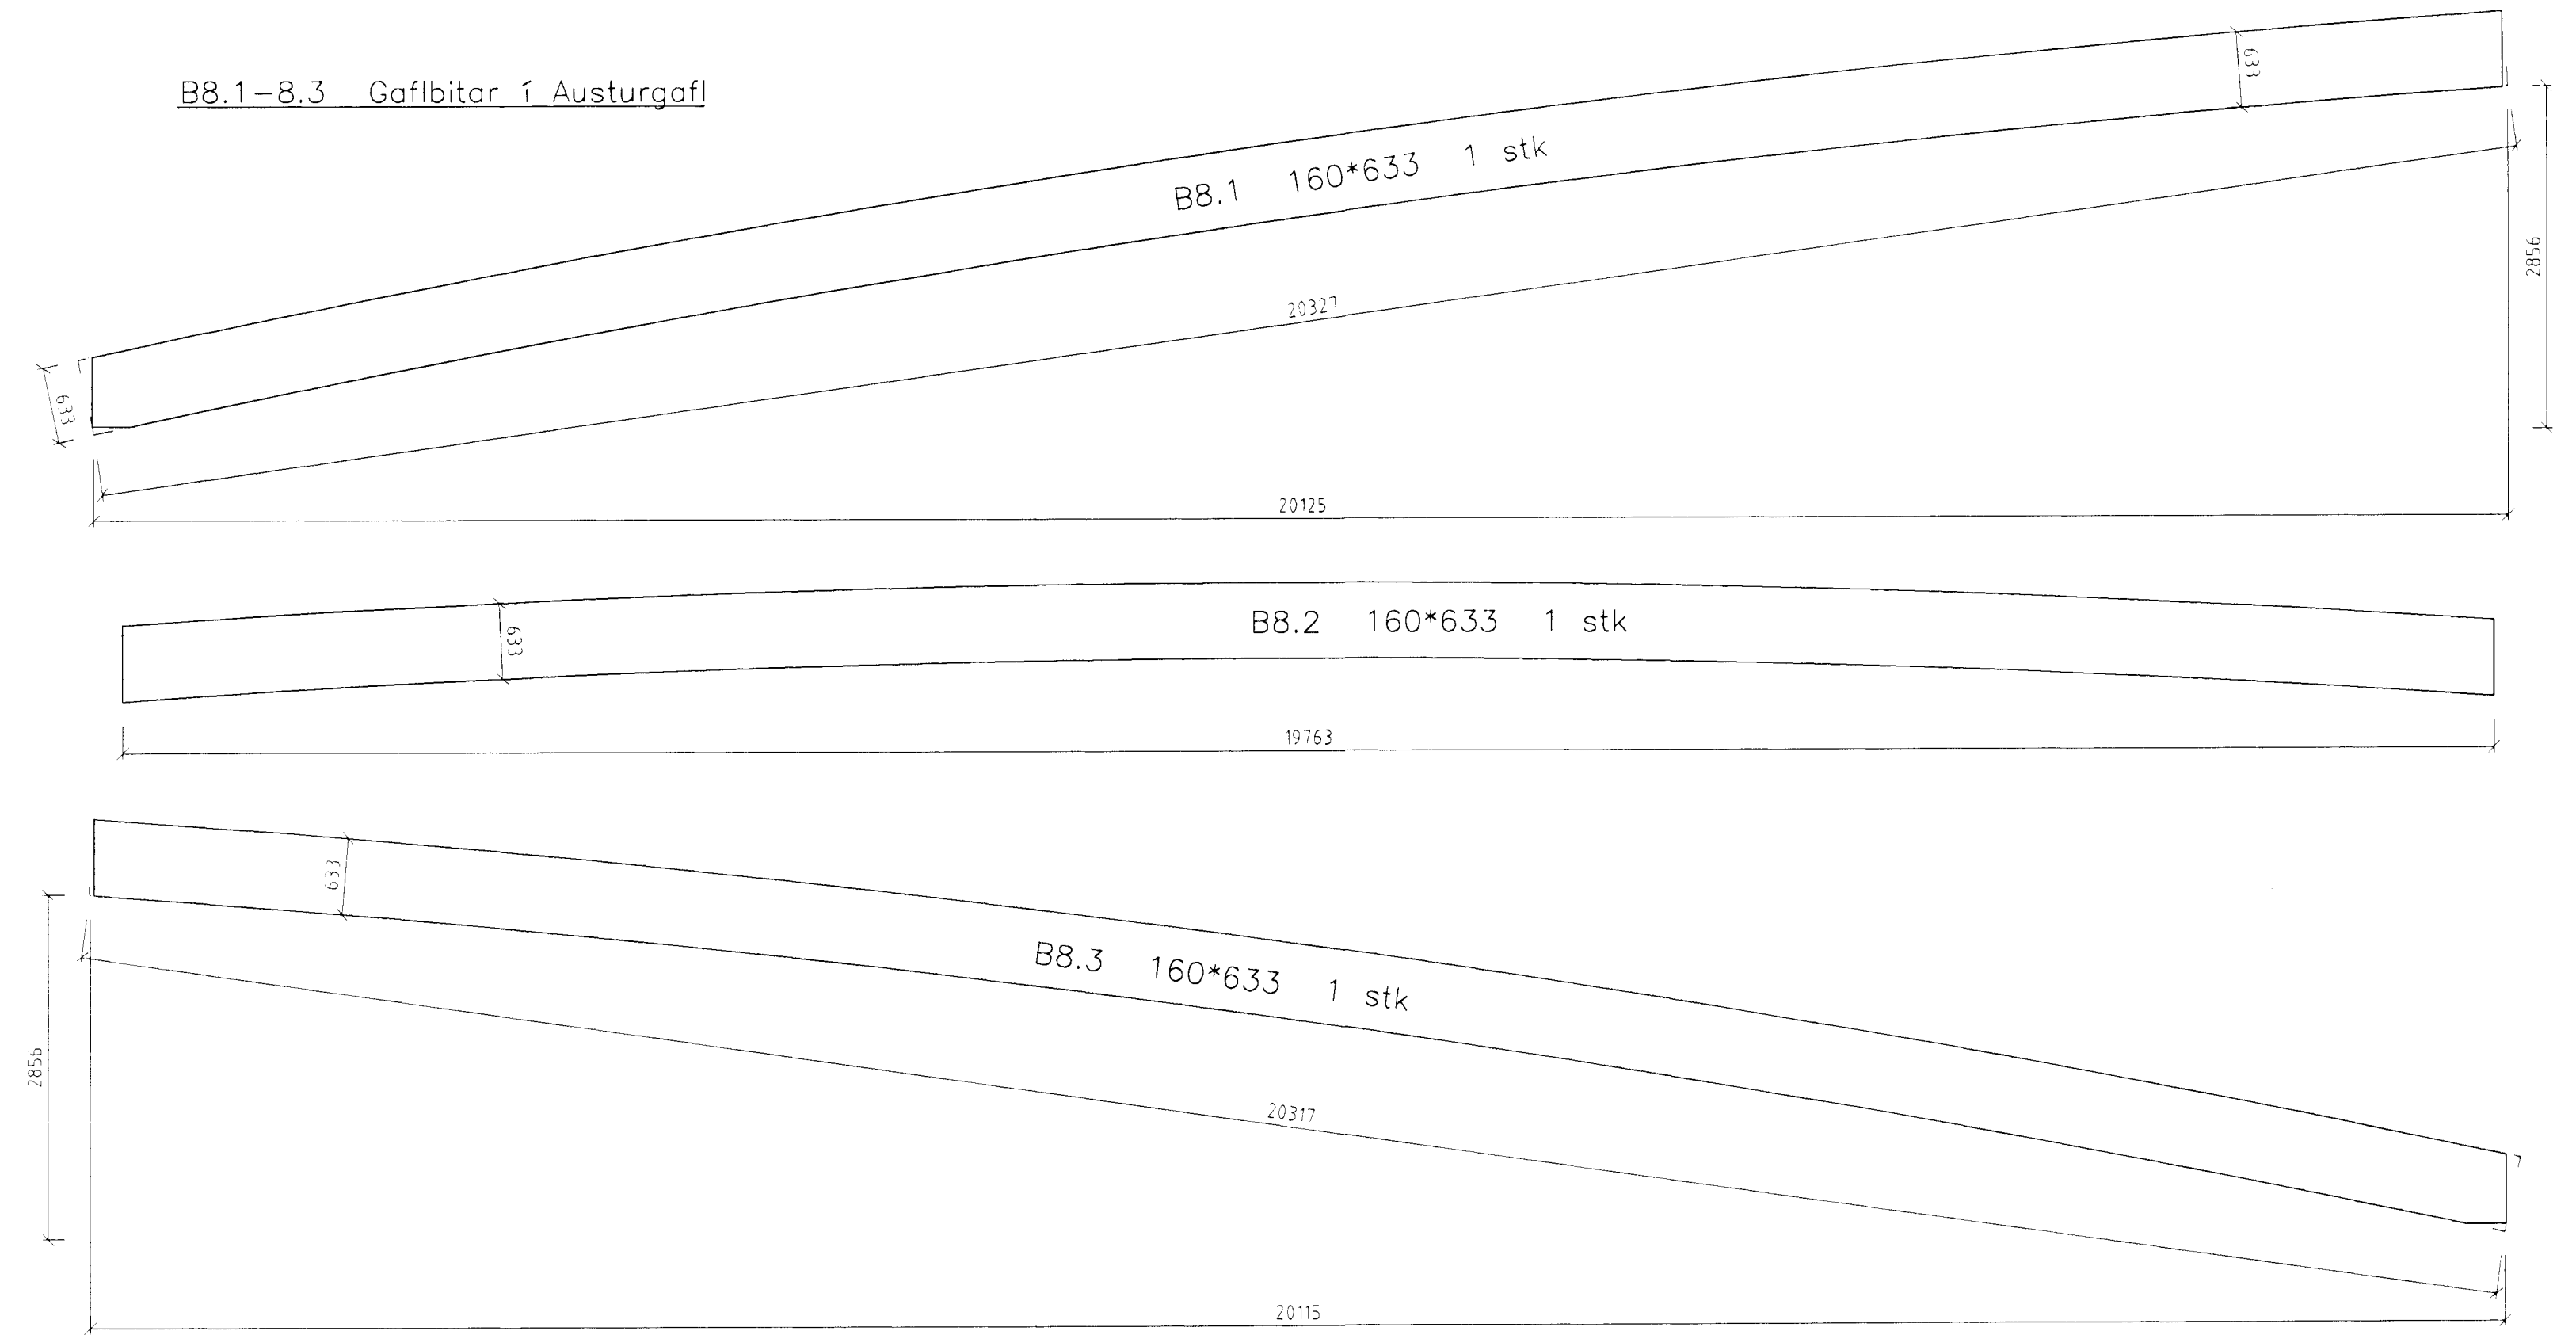 B8.1-8.3 Gaflbitar í Austurgafl
633
B8.1 160*633 1 stk
2856
20327
633
20125
B8.2 160*633 1 stk
633
19763
633
B8.3 160*633 1 stk
2856
20317
20115